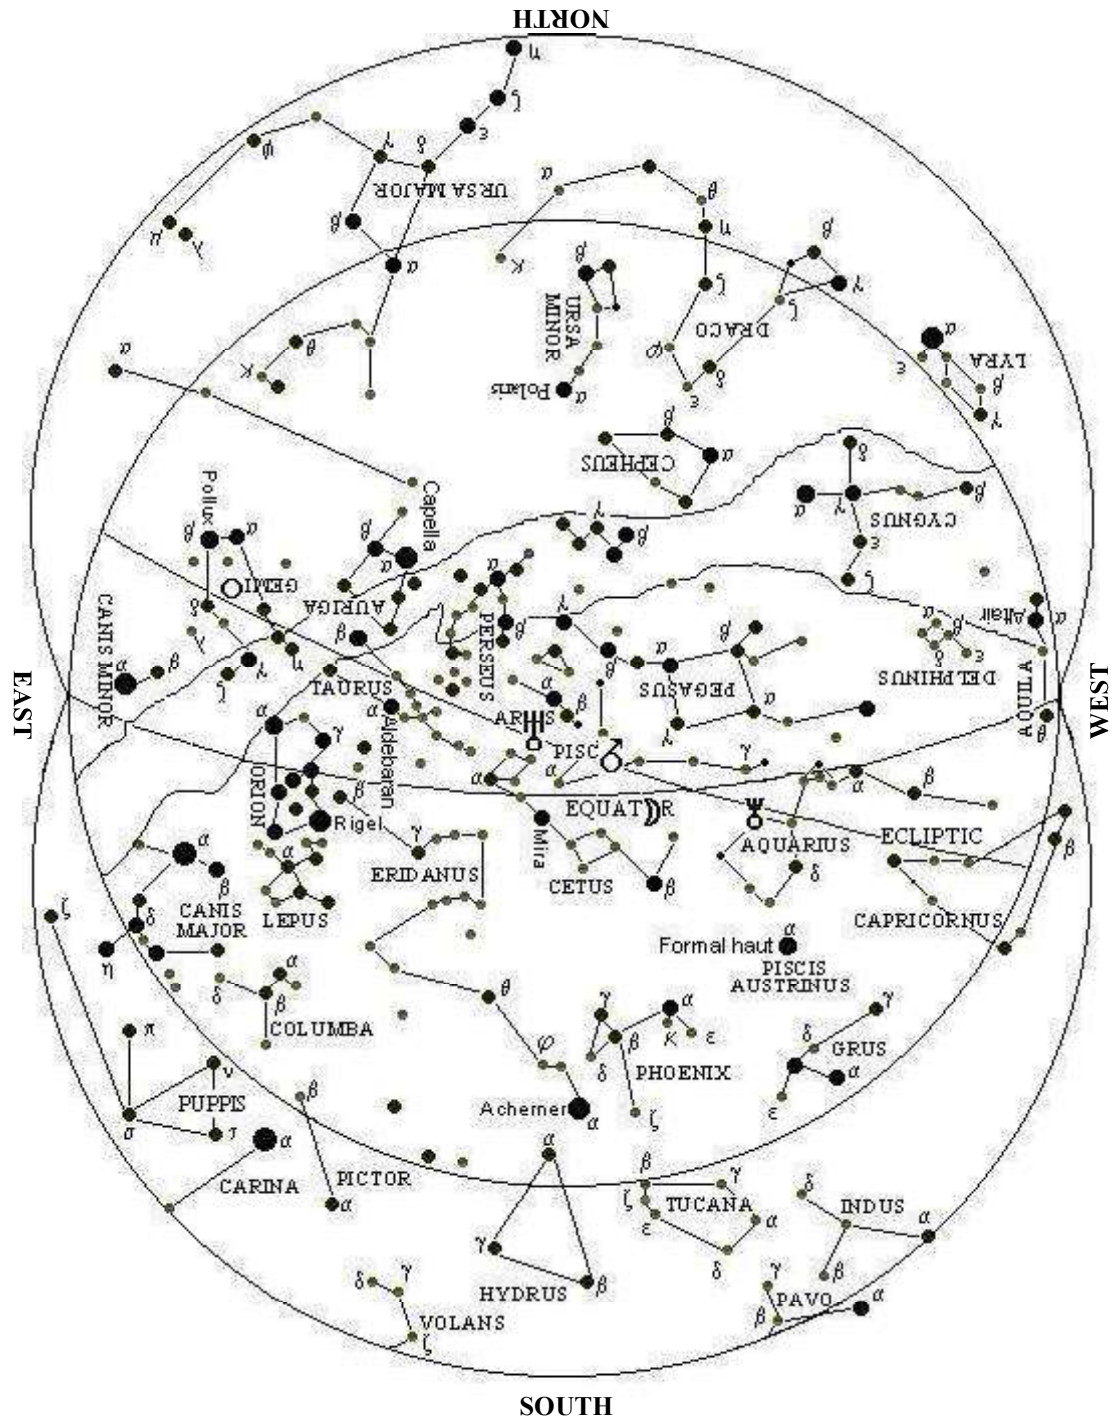 NORTH
η
ζ
ε
δ
γ
φ
URSA MAJOR
β
α
μ
λ
α
θ
η
κ
ζ
β
URSA
MINOR
Polaris
α
DRACO
φ
δ
ε
β
γ
ζ
α
LYRA
ε
β
γ
θ
κ
α
β
CEPHEUS
α
δ
α
γ
CYGNUS
β
ε
ζ
Pollux
β
α
GEMI
δ
λ
η
γ
ζ
Capella
β
α
AURIGA
β
γ
β
α
PERSEUS
β
γ
CANIS MINOR
α
β
EAST
TAURUS
α
Aldebaran
α
β
ARIES
PISC
α
α
PEGASUS
β
γ
α
α
β
δ
ε
DELPHINUS
Altair
α
AQUILA
θ
WEST
α
γ
ORION
β
Rigel
γ
ERIDANUS
α
Mira
EQUATOR
CETUS
β
γ
α
β
AQUARIUS
δ
ECLIPTIC
β
CAPRICORNUS
α
β
CANIS
MAJOR
δ
η
ζ
α
LEPUS
Formal haut
α
PISCIS
AUSTRINUS
α
δ
β
COLUMBA
θ
φ
γ
α
β
κ
ε
δ
PHOENIX
ζ
γ
δ
GRUS
α
ε
π
ν
PUPPIS
σ
τ
β
Achemer
α
α
CARINA
PICTOR
α
α
γ
HYDRUS
β
β
γ
ζ
TUCANA
ε
α
δ
δ
INDUS
α
β
δ
γ
VOLANS
ζ
γ
PAVO
α
β
SOUTH